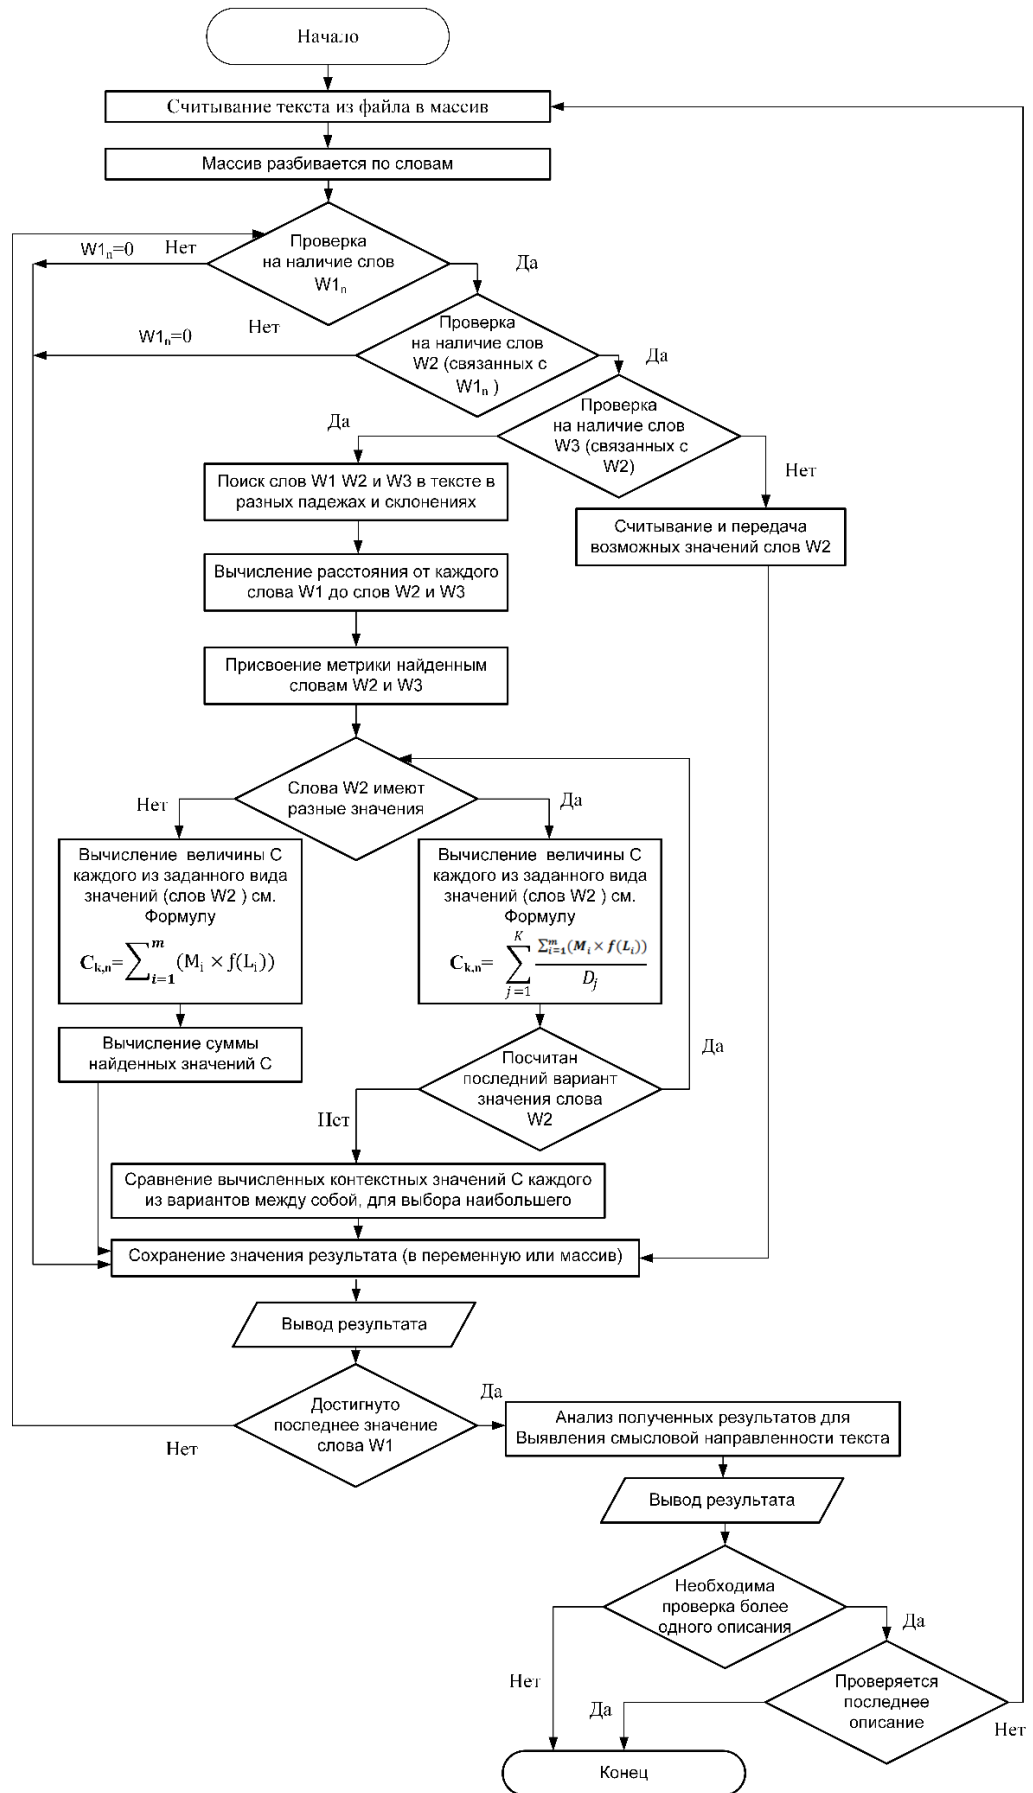 Начало
Считывание текста из файла в массив
Массив разбивается по словам
Проверка
на наличие слов
W1n
W1n=0
Нет
Да
Проверка
на наличие слов
W2 (связанных с
W1n )
W1n=0
Нет
Да
Проверка
на наличие слов
W3 (связанных с
W2)
Да
Нет
Поиск слов W1 W2 и W3 в тексте в
разных падежах и склонениях
Считывание и передача
возможных значений слов W2
Вычисление расстояния от каждого
слова W1 до слов W2 и W3
Присвоение метрики найденным
словам W2 и W3
Слова W2 имеют
разные значения
Нет
Да
Вычисление величины С
каждого из заданного вида
значений (слов W2 ) см.
Формулу
C_{k,n}=∑_{i=1}^{m}(M_i × f(L_i))
Вычисление величины С
каждого из заданного вида
значений (слов W2 ) см.
Формулу
C_{k,n}=∑_{j=1}^{K} \frac{∑_{i=1}^{m}(M_i × f(L_i))}{D_j}
Вычисление суммы
найденных значений С
Посчитан
последний вариант
значения слова
W2
Да
Нет
Сравнение вычисленных контекстных значений С каждого
из вариантов между собой, для выбора наибольшего
Сохранение значения результата (в переменную или массив)
Вывод результата
Достигнуто
последнее значение
слова W1
Нет
Да
Анализ полученных результатов для
Выявления смысловой направленности текста
Вывод результата
Необходима
проверка более
одного описания
Нет
Да
Проверяется
последнее
описание
Да
Нет
Конец